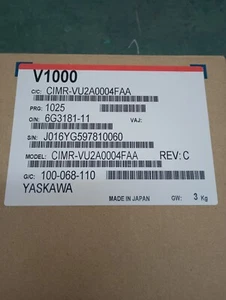 V1000
C/C: CIMR-VU2A0004FAA
PRG: 1025
O/N: 6G3181-11 VAJ:
S/N: J016YG597810060
MODEL: CIMR-VU2A0004FAA REV: C
G/C: 100-068-110
YASKAWA MADE IN JAPAN GW: 3 Kg